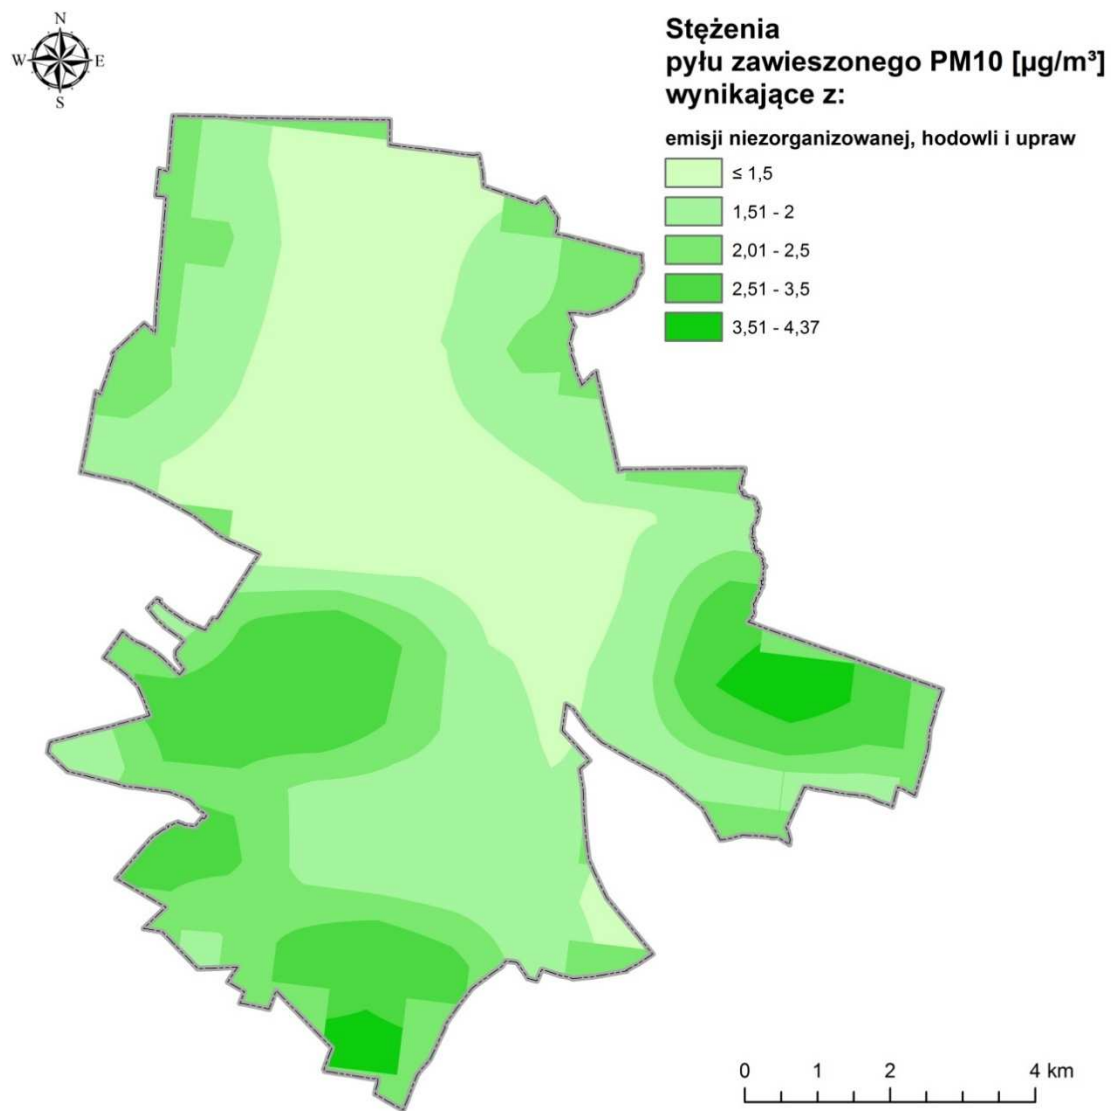 N
W E
S
Stężenia
pyłu zawieszonego PM10 [µg/m³]
wynikające z:
emisji niezorganizowanej, hodowli i upraw
≤ 1,5
1,51 - 2
2,01 - 2,5
2,51 - 3,5
3,51 - 4,37
0 1 2 4 km